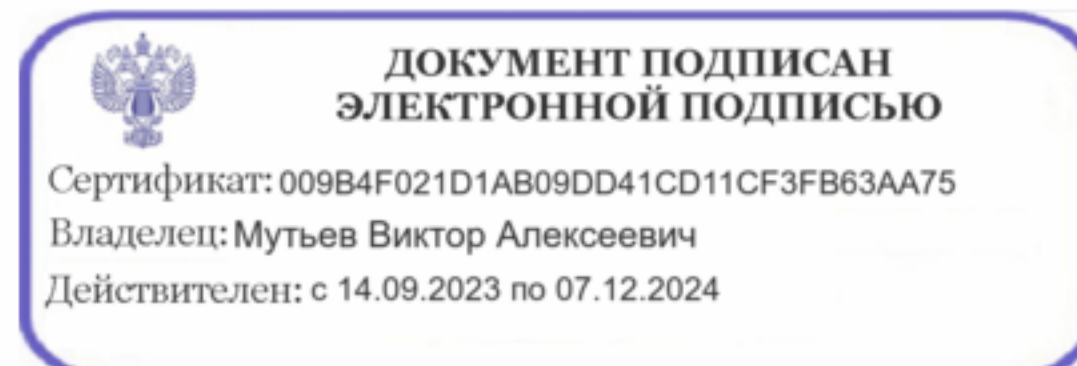 ДОКУМЕНТ ПОДПИСАН
ЭЛЕКТРОННОЙ ПОДПИСЬЮ
Сертификат: 009B4F021D1AB09DD41CD11CF3FB63AA75
Владелец: Мутьев Виктор Алексеевич
Действителен: с 14.09.2023 по 07.12.2024